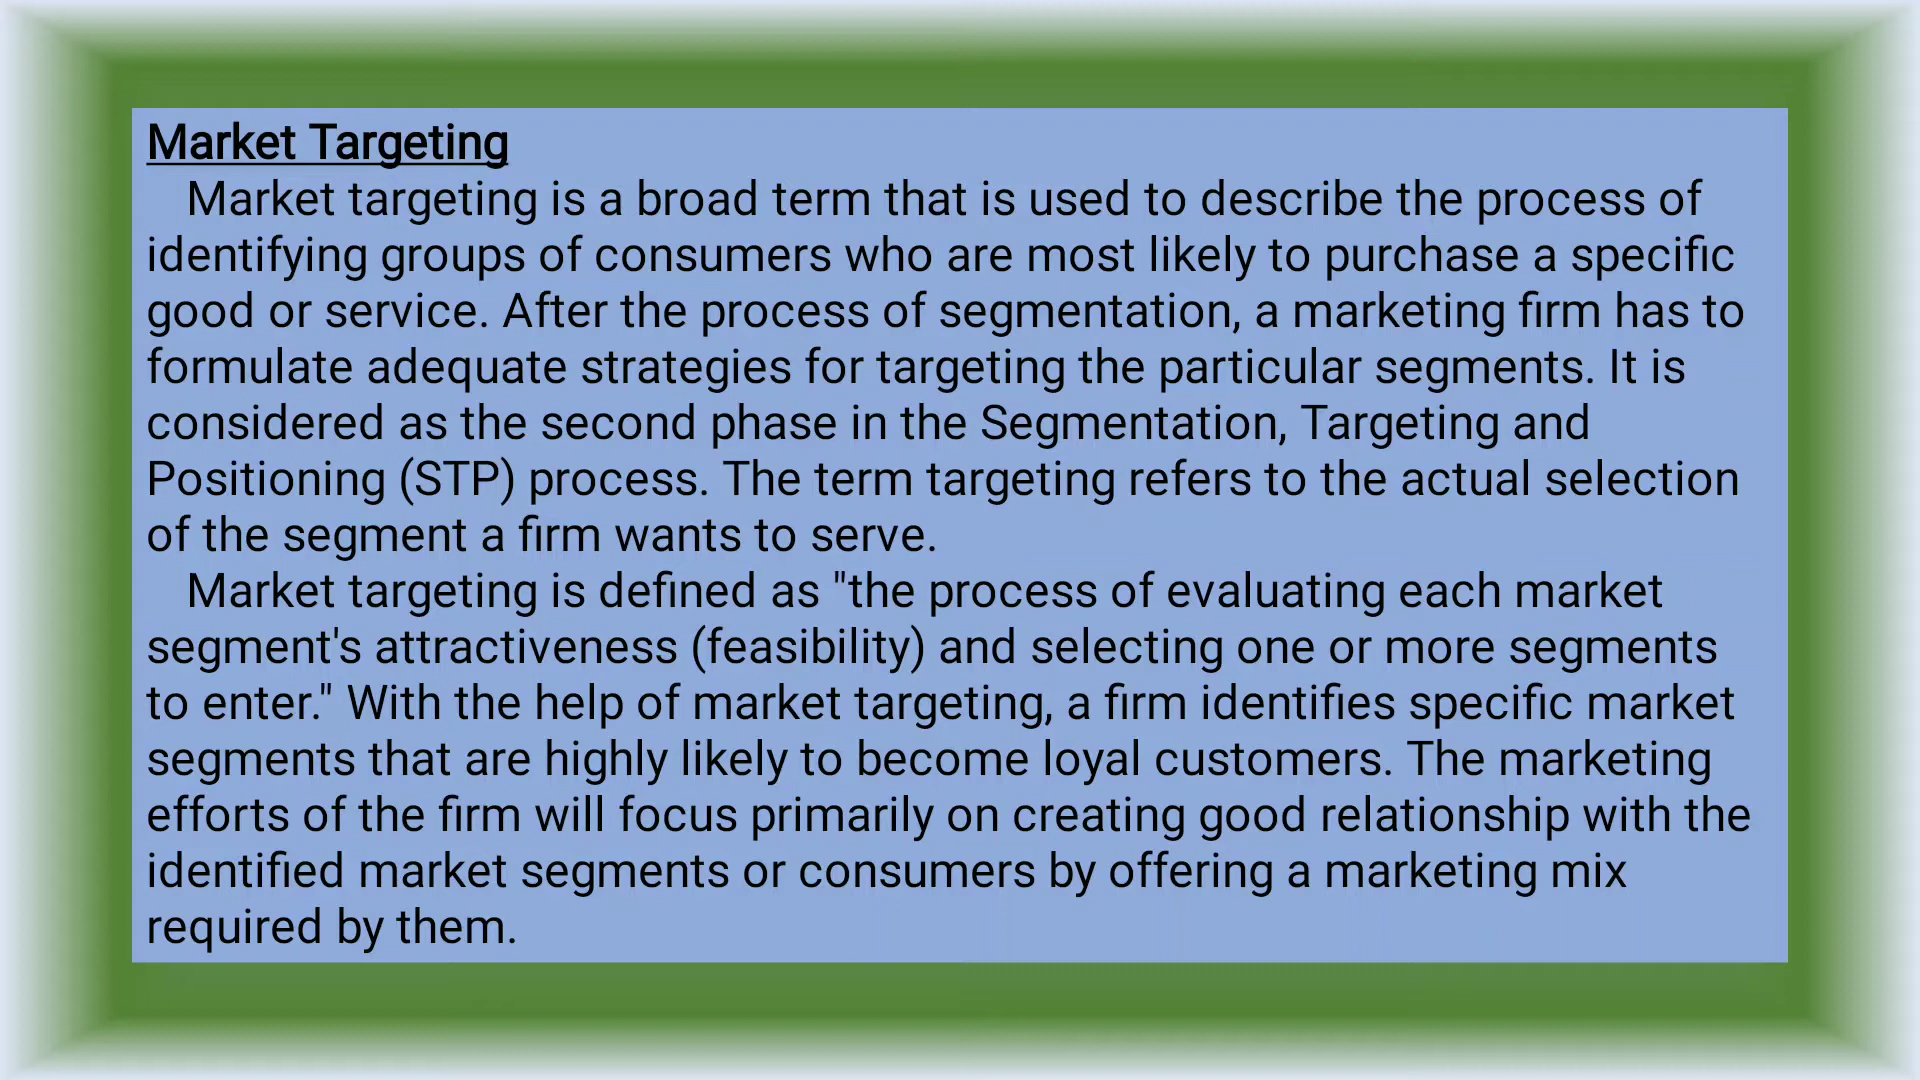 Market Targeting
Market targeting is a broad term that is used to describe the process of
identifying groups of consumers who are most likely to purchase a specific
good or service. After the process of segmentation, a marketing firm has to
formulate adequate strategies for targeting the particular segments. It is
considered as the second phase in the Segmentation, Targeting and
Positioning (STP) process. The term targeting refers to the actual selection
of the segment a firm wants to serve.
Market targeting is defined as "the process of evaluating each market
segment's attractiveness (feasibility) and selecting one or more segments
to enter." With the help of market targeting, a firm identifies specific market
segments that are highly likely to become loyal customers. The marketing
efforts of the firm will focus primarily on creating good relationship with the
identified market segments or consumers by offering a marketing mix
required by them.